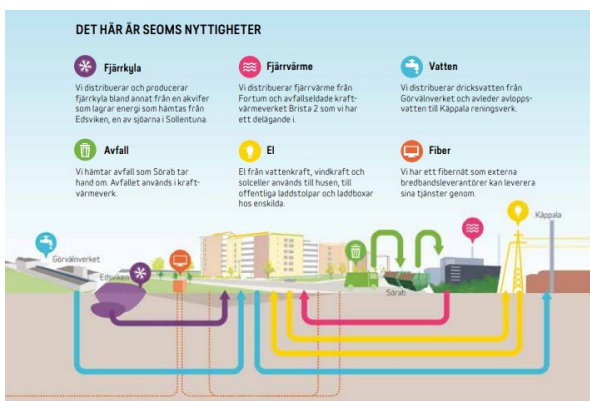 DET HÄR ÄR SEOMS NYTTIGHETER
Fjärrkyla
Vi distribuerar och producerar
fjärrkyla bland annat från en akvifer
som lagrar energi som hämtas från
Edsviken, en av sjöarna i Sollentuna.
Fjärrvärme
Vi distribuerar fjärrvärme från
Fortum och avfallseldade kraft-
värmeverket Brista 2 som vi har
ett delägande i.
Vatten
Vi distribuerar dricksvatten från
Görvälnverket och avleder avlopps-
vatten till Käppala reningsverk.
Avfall
Vi hämtar avfall som Sörab tar
hand om. Avfallet används i kraft-
värmeverk.
El
El från vattenkraft, vindkraft och
solceller används till husen, till
offentliga laddstolpar och laddboxar
hos enskilda.
Fiber
Vi har ett fibernät som externa
bredbandsleverantörer kan leverera
sina tjänster genom.
Käppala
Görvälnverket
Edsviken
Sörab